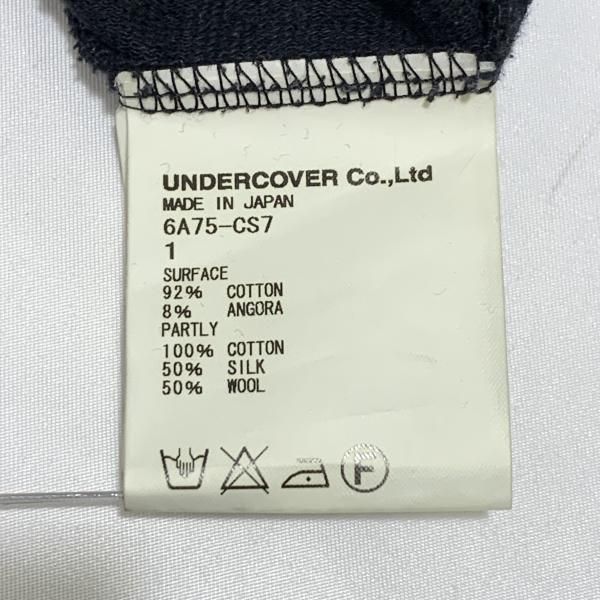 UNDERCOVER Co.,Ltd
MADE IN JAPAN
6A75-CS7
1
SURFACE
92% COTTON
8% ANGORA
PARTLY
100% COTTON
50% SILK
50% WOOL
F